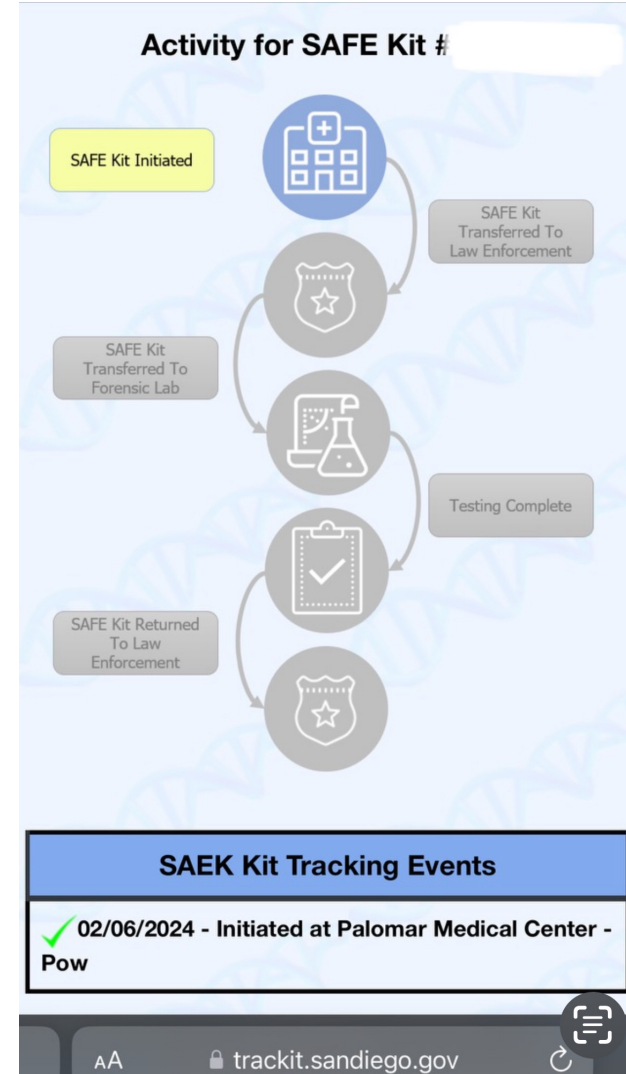 Activity for SAFE Kit #
SAFE Kit Initiated
SAFE Kit
Transferred To
Law Enforcement
SAFE Kit
Transferred To
Forensic Lab
Testing Complete
SAFE Kit Returned
To Law
Enforcement
SAEK Kit Tracking Events
02/06/2024 - Initiated at Palomar Medical Center -
Pow
AA
trackit.sandiego.gov